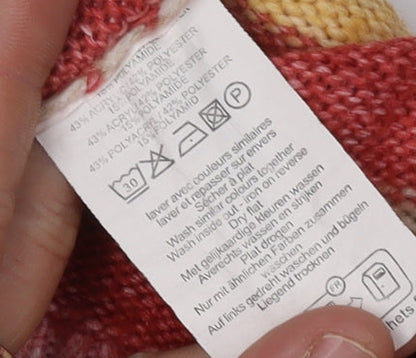 POLYAMIDE
43% ACRYLIC/42% POLYESTER
15% POLYAMIDE
43% ACRYL/42% POLYESTER
15% POLYAMIDE
43% POLYACRYL/42% POLYESTER
15% POLYAMID
30 P
laver avec couleurs similaires
laver et repasser sur envers
Sécher à plat
Wash similar colours together
Wash inside out - iron on reverse
Dry flat
Met gelijkaardige kleuren wassen
Averechts wassen en strijken
Plat drogen
Nur mit ähnlichen Farben zusammen
waschen
Auf links gedreht waschen und bügeln
Liegend trocknen
FR